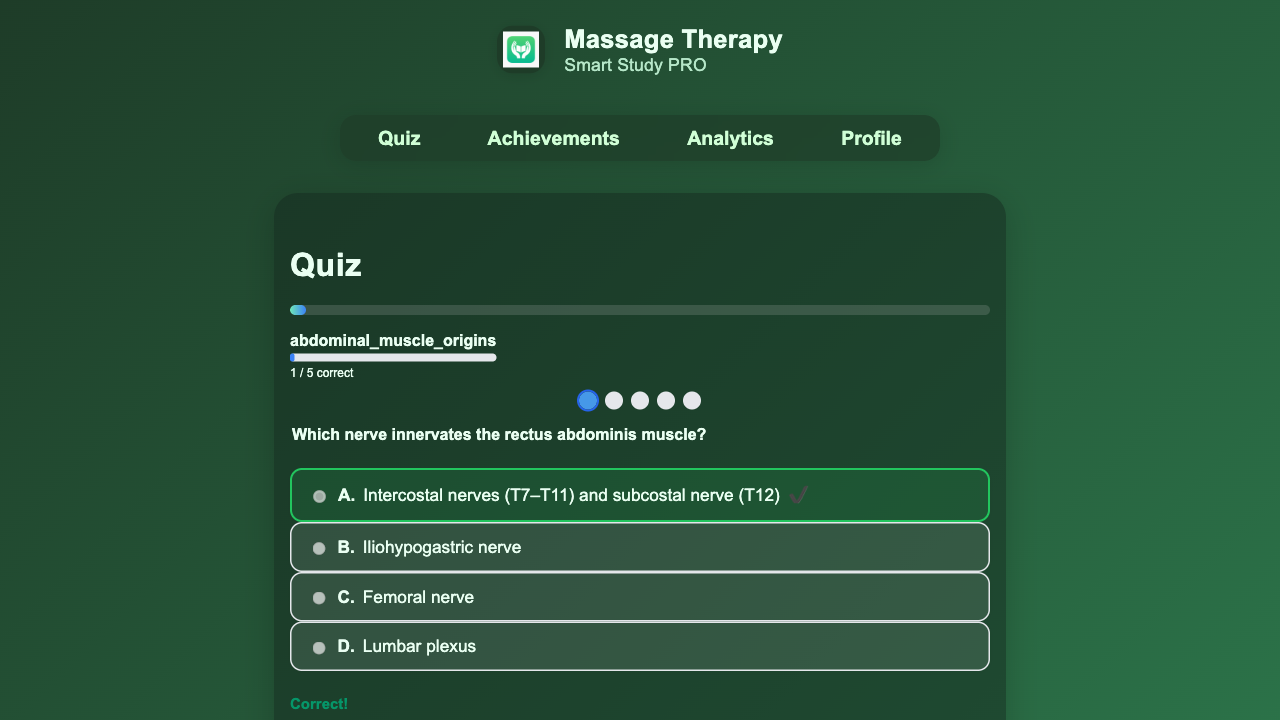 Massage Therapy
Smart Study PRO
Quiz Achievements Analytics Profile
Quiz
abdominal_muscle_origins
1 / 5 correct
Which nerve innervates the rectus abdominis muscle?
A. Intercostal nerves (T7–T11) and subcostal nerve (T12) ✔
B. Iliohypogastric nerve
C. Femoral nerve
D. Lumbar plexus
Correct!